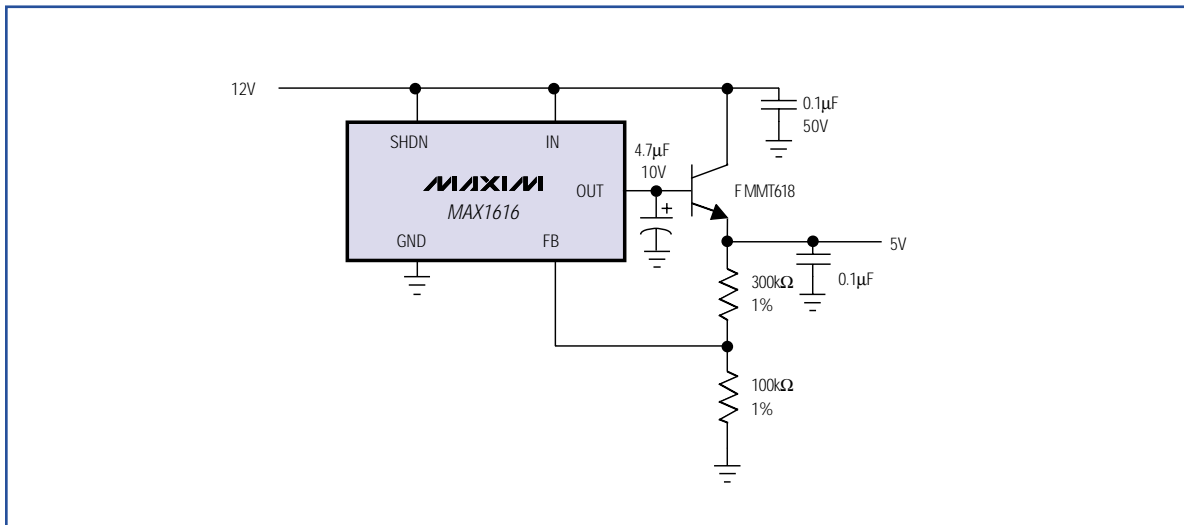 12V
0.1μF
50V
SHDN
IN
4.7μF
10V
MAXIM
OUT
FMMT618
MAX1616
+
GND
FB
5V
300kΩ
1%
0.1μF
100kΩ
1%